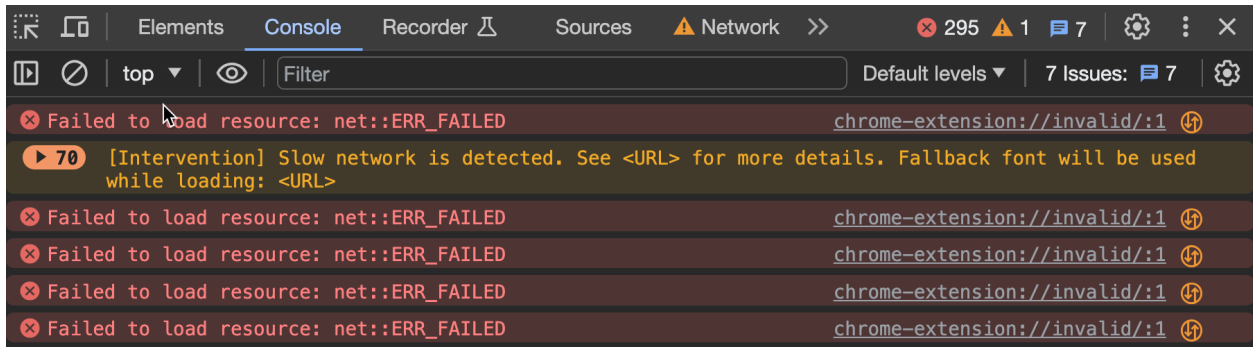 Elements Console Recorder Sources Network 295 1 7
top Filter Default levels 7 Issues: 7
Failed to load resource: net::ERR_FAILED chrome-extension://invalid/:1
70 [Intervention] Slow network is detected. See <URL> for more details. Fallback font will be used
while loading: <URL>
Failed to load resource: net::ERR_FAILED chrome-extension://invalid/:1
Failed to load resource: net::ERR_FAILED chrome-extension://invalid/:1
Failed to load resource: net::ERR_FAILED chrome-extension://invalid/:1
Failed to load resource: net::ERR_FAILED chrome-extension://invalid/:1